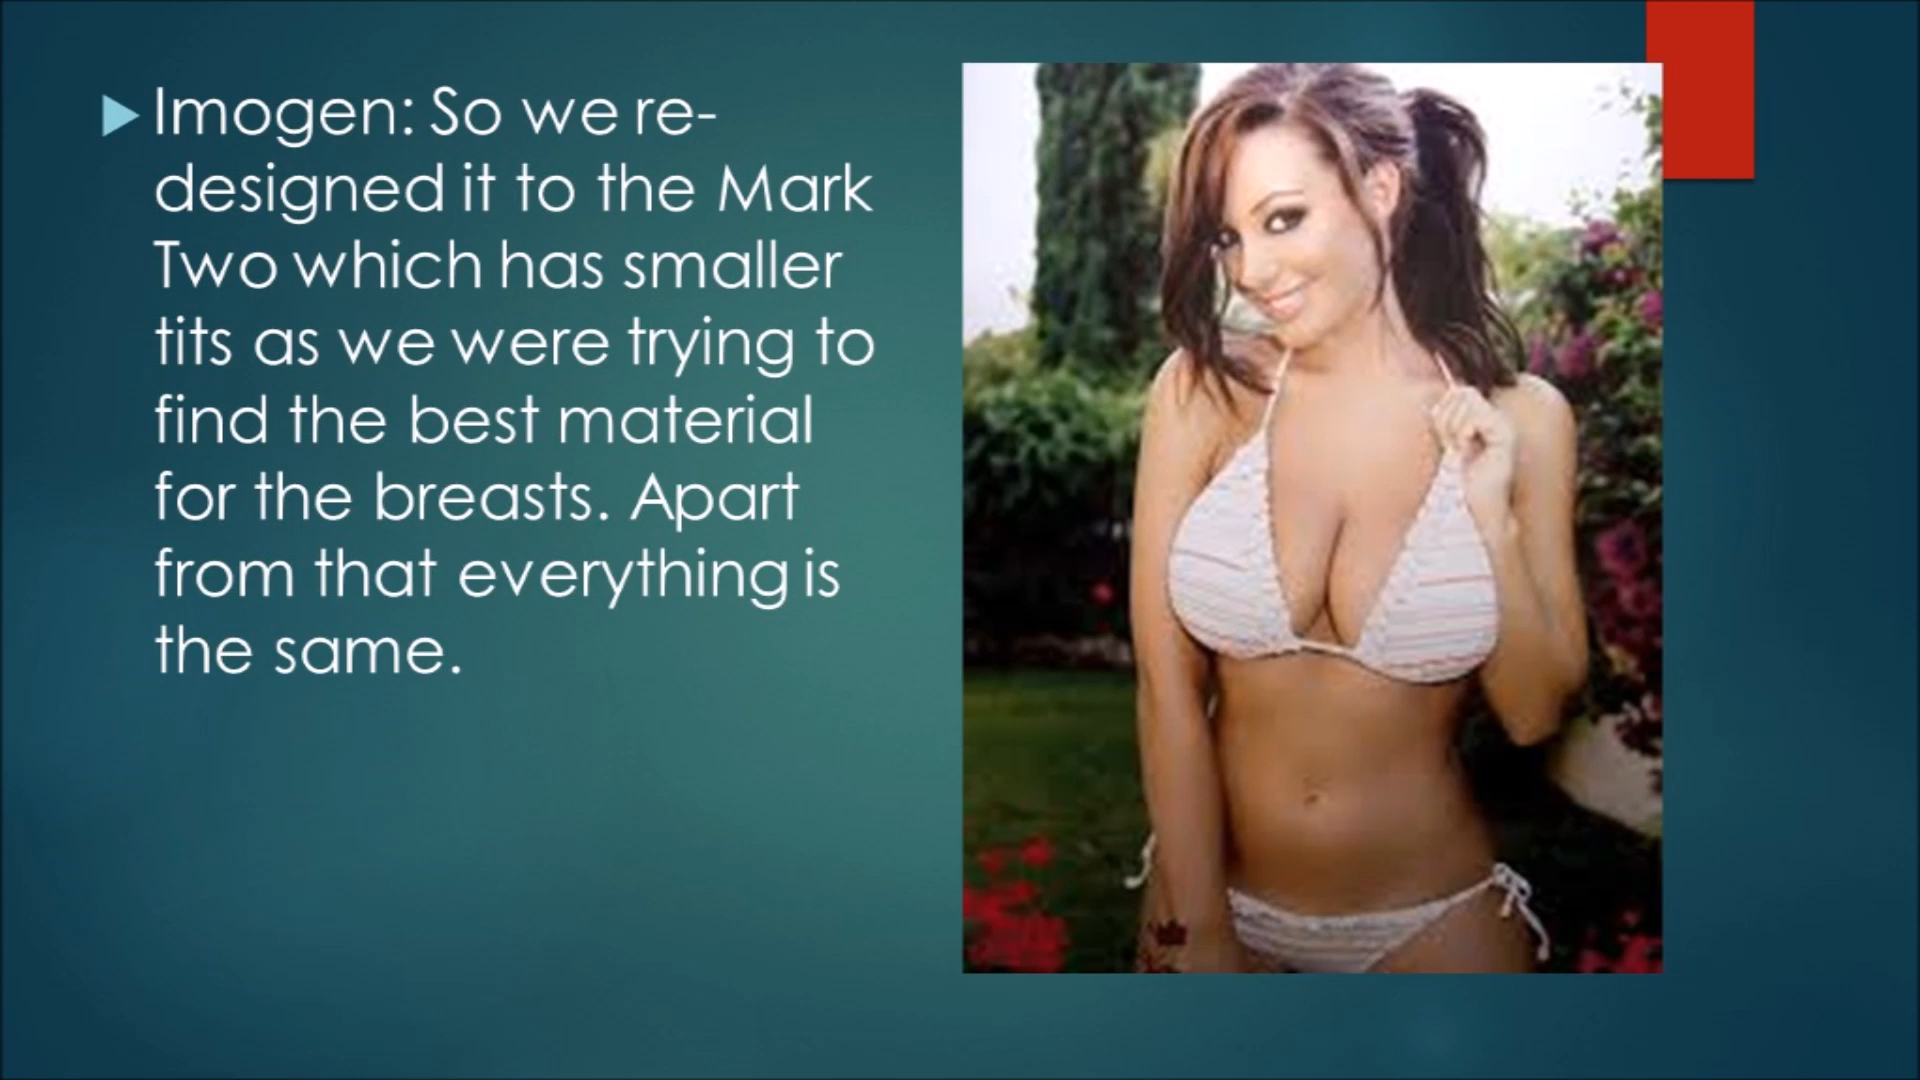 Imogen: So we re-
designed it to the Mark
Two which has smaller
tits as we were trying to
find the best material
for the breasts. Apart
from that everything is
the same.